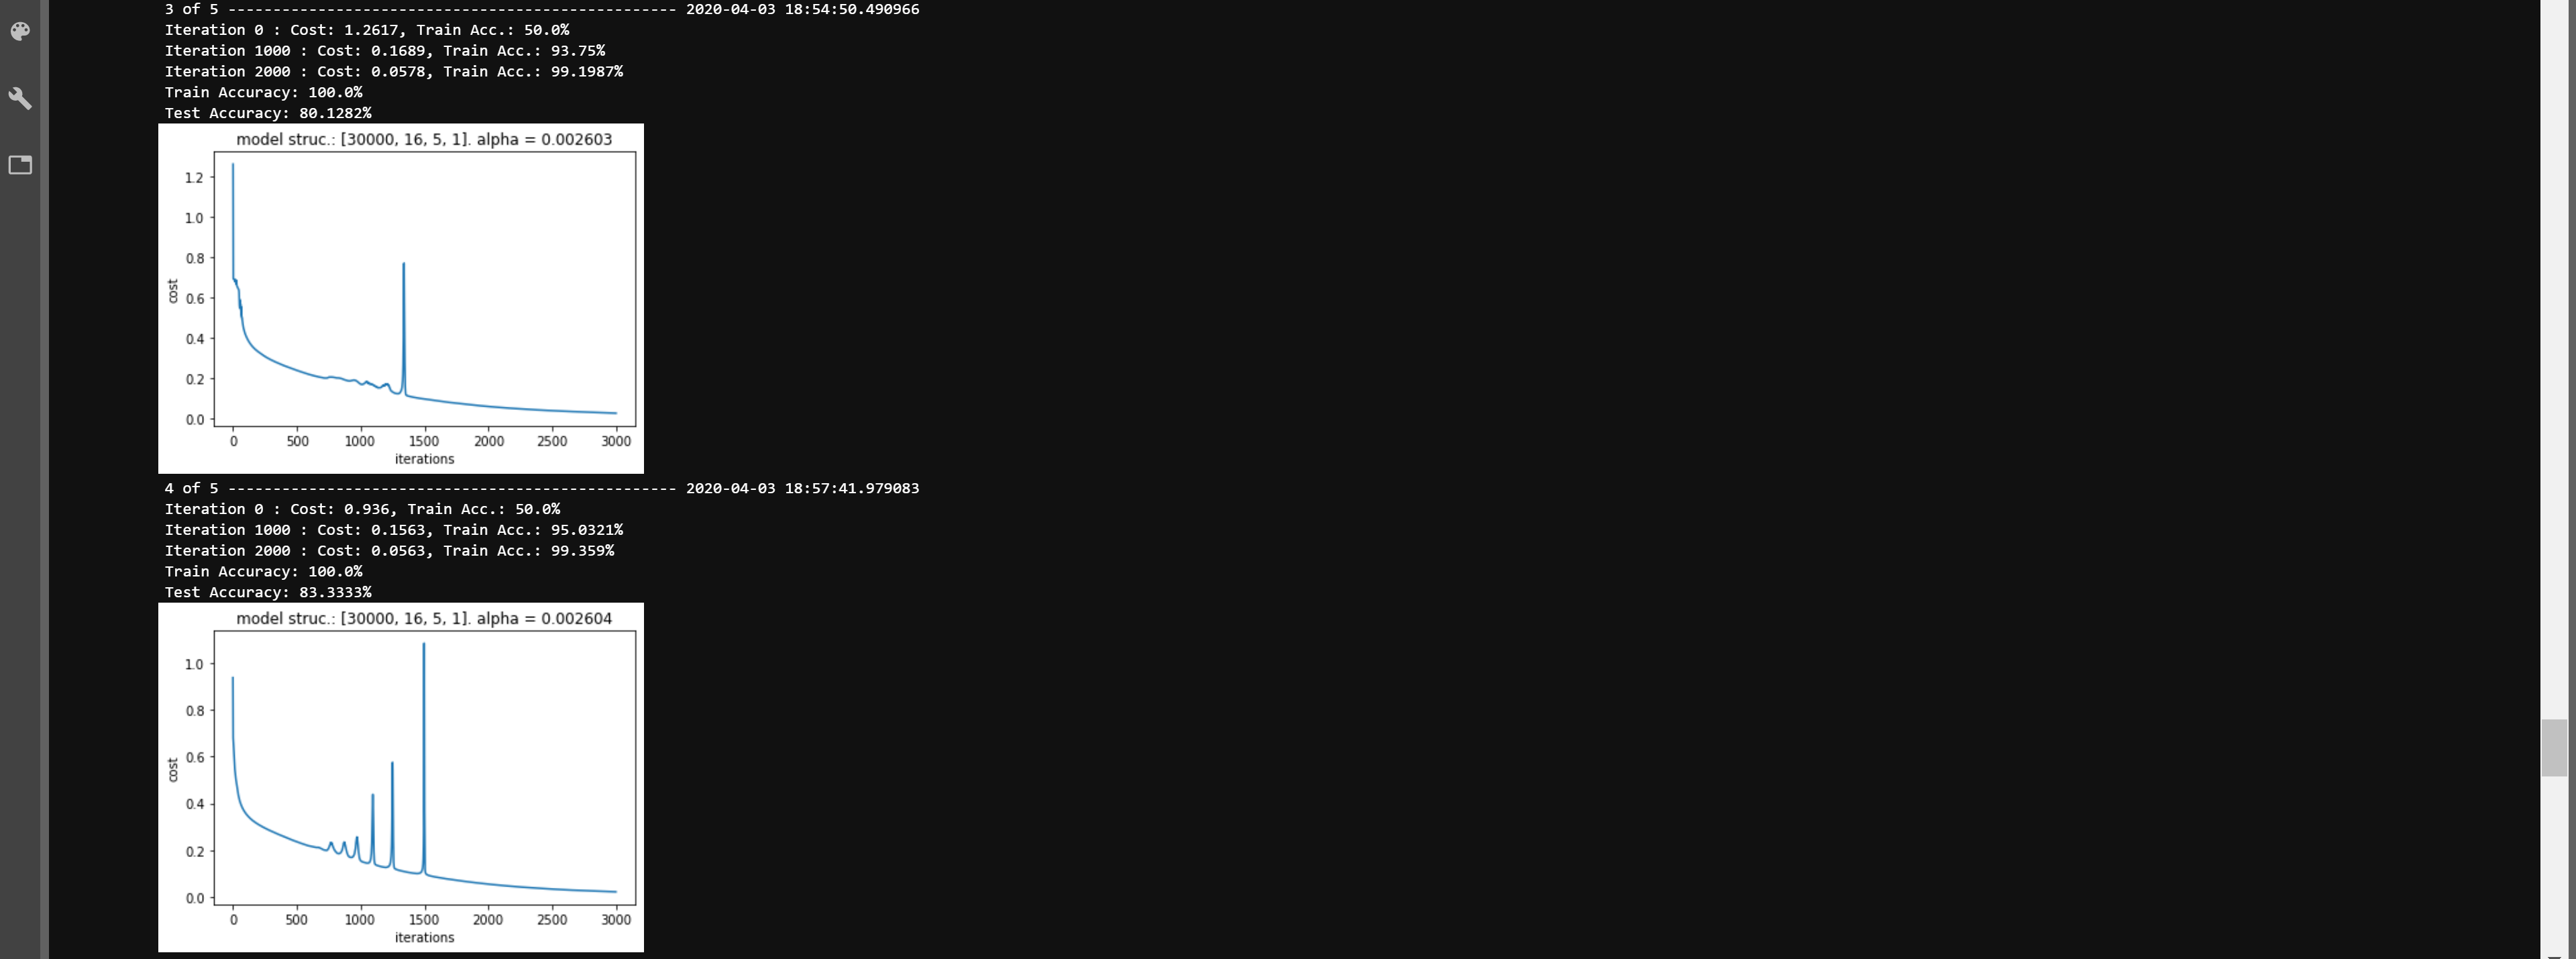 3 of 5 -------------------------------------------------- 2020-04-03 18:54:50.490966
Iteration 0 : Cost: 1.2617, Train Acc.: 50.0%
Iteration 1000 : Cost: 0.1689, Train Acc.: 93.75%
Iteration 2000 : Cost: 0.0578, Train Acc.: 99.1987%
Train Accuracy: 100.0%
Test Accuracy: 80.1282%
model struc.: [30000, 16, 5, 1]. alpha = 0.002603
1.2
1.0
0.8
0.6
0.4
0.2
0.0
cost
0 500 1000 1500 2000 2500 3000
iterations
4 of 5 -------------------------------------------------- 2020-04-03 18:57:41.979083
Iteration 0 : Cost: 0.936, Train Acc.: 50.0%
Iteration 1000 : Cost: 0.1563, Train Acc.: 95.0321%
Iteration 2000 : Cost: 0.0563, Train Acc.: 99.359%
Train Accuracy: 100.0%
Test Accuracy: 83.3333%
model struc.: [30000, 16, 5, 1]. alpha = 0.002604
1.0
0.8
0.6
0.4
0.2
0.0
cost
0 500 1000 1500 2000 2500 3000
iterations